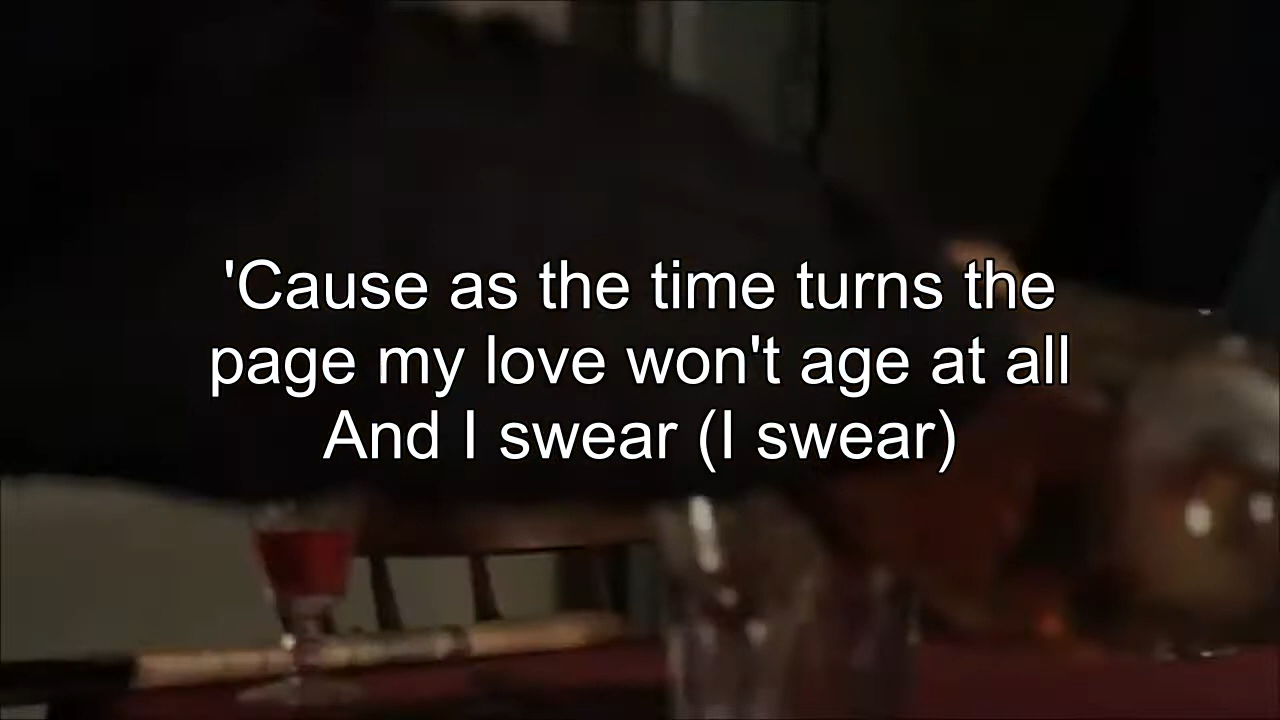 'Cause as the time turns the
page my love won't age at all
And I swear (I swear)